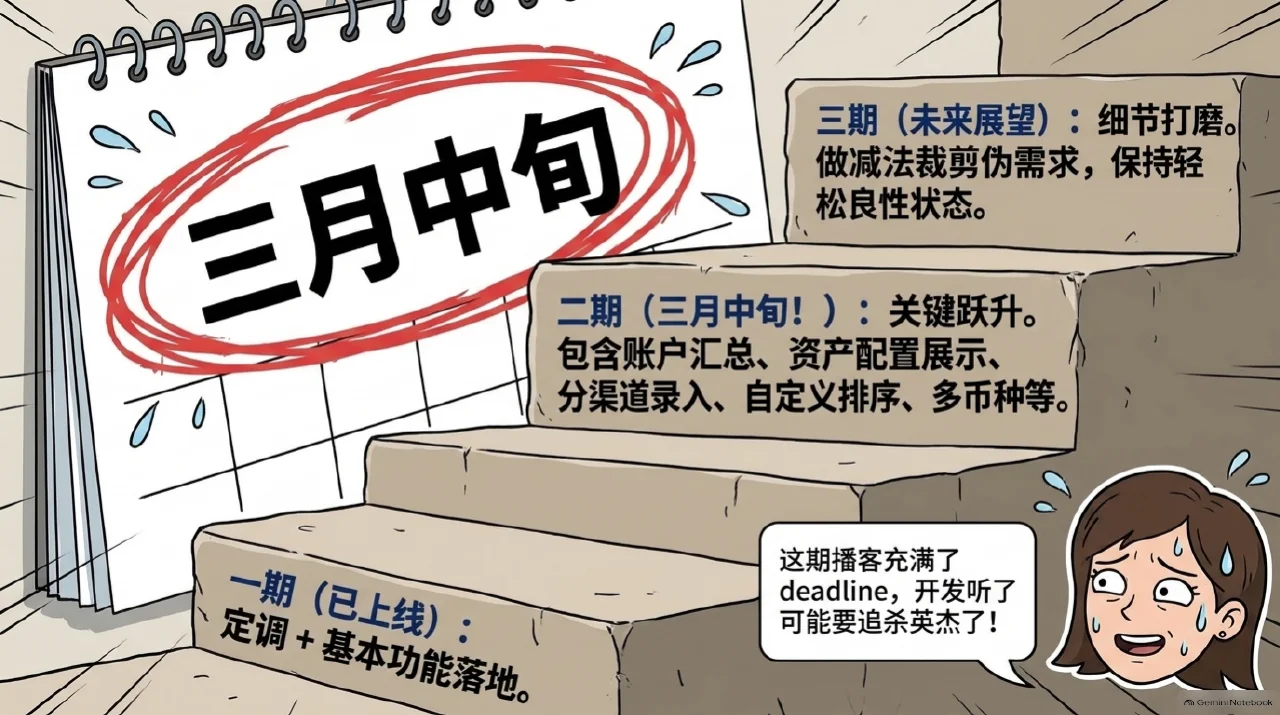 三月中旬
三期（未来展望）：细节打磨。
做减法裁剪伪需求，保持轻
松良性状态。
二期（三月中旬！）：关键跃升。
包含账户汇总、资产配置展示、
分渠道录入、自定义排序、多币种等。
一期（已上线）：
定调 + 基本功能落地。
这期播客充满了
deadline，开发听了
可能要追杀英杰了！
Gemini Notebook